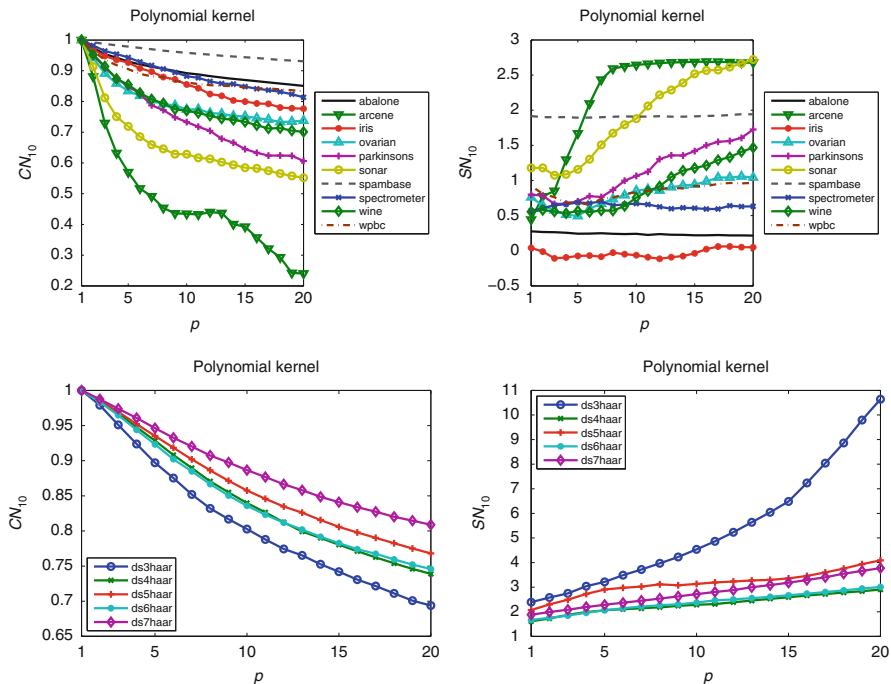 Polynomial kernel
1
0.9
0.8
0.7
0.6
0.5
0.4
0.3
0.2
CN10
1 5 10 15 20
p
abalone
arcene
iris
ovarian
parkinsons
sonar
spambase
spectrometer
wine
wpbc
Polynomial kernel
3
2.5
2
1.5
1
0.5
0
−0.5
SN10
1 5 10 15 20
p
abalone
arcene
iris
ovarian
parkinsons
sonar
spambase
spectrometer
wine
wpbc
Polynomial kernel
1
0.95
0.9
0.85
0.8
0.75
0.7
0.65
CN10
1 5 10 15 20
p
ds3haar
ds4haar
ds5haar
ds6haar
ds7haar
Polynomial kernel
11
10
9
8
7
6
5
4
3
2
1
SN10
1 5 10 15 20
p
ds3haar
ds4haar
ds5haar
ds6haar
ds7haar